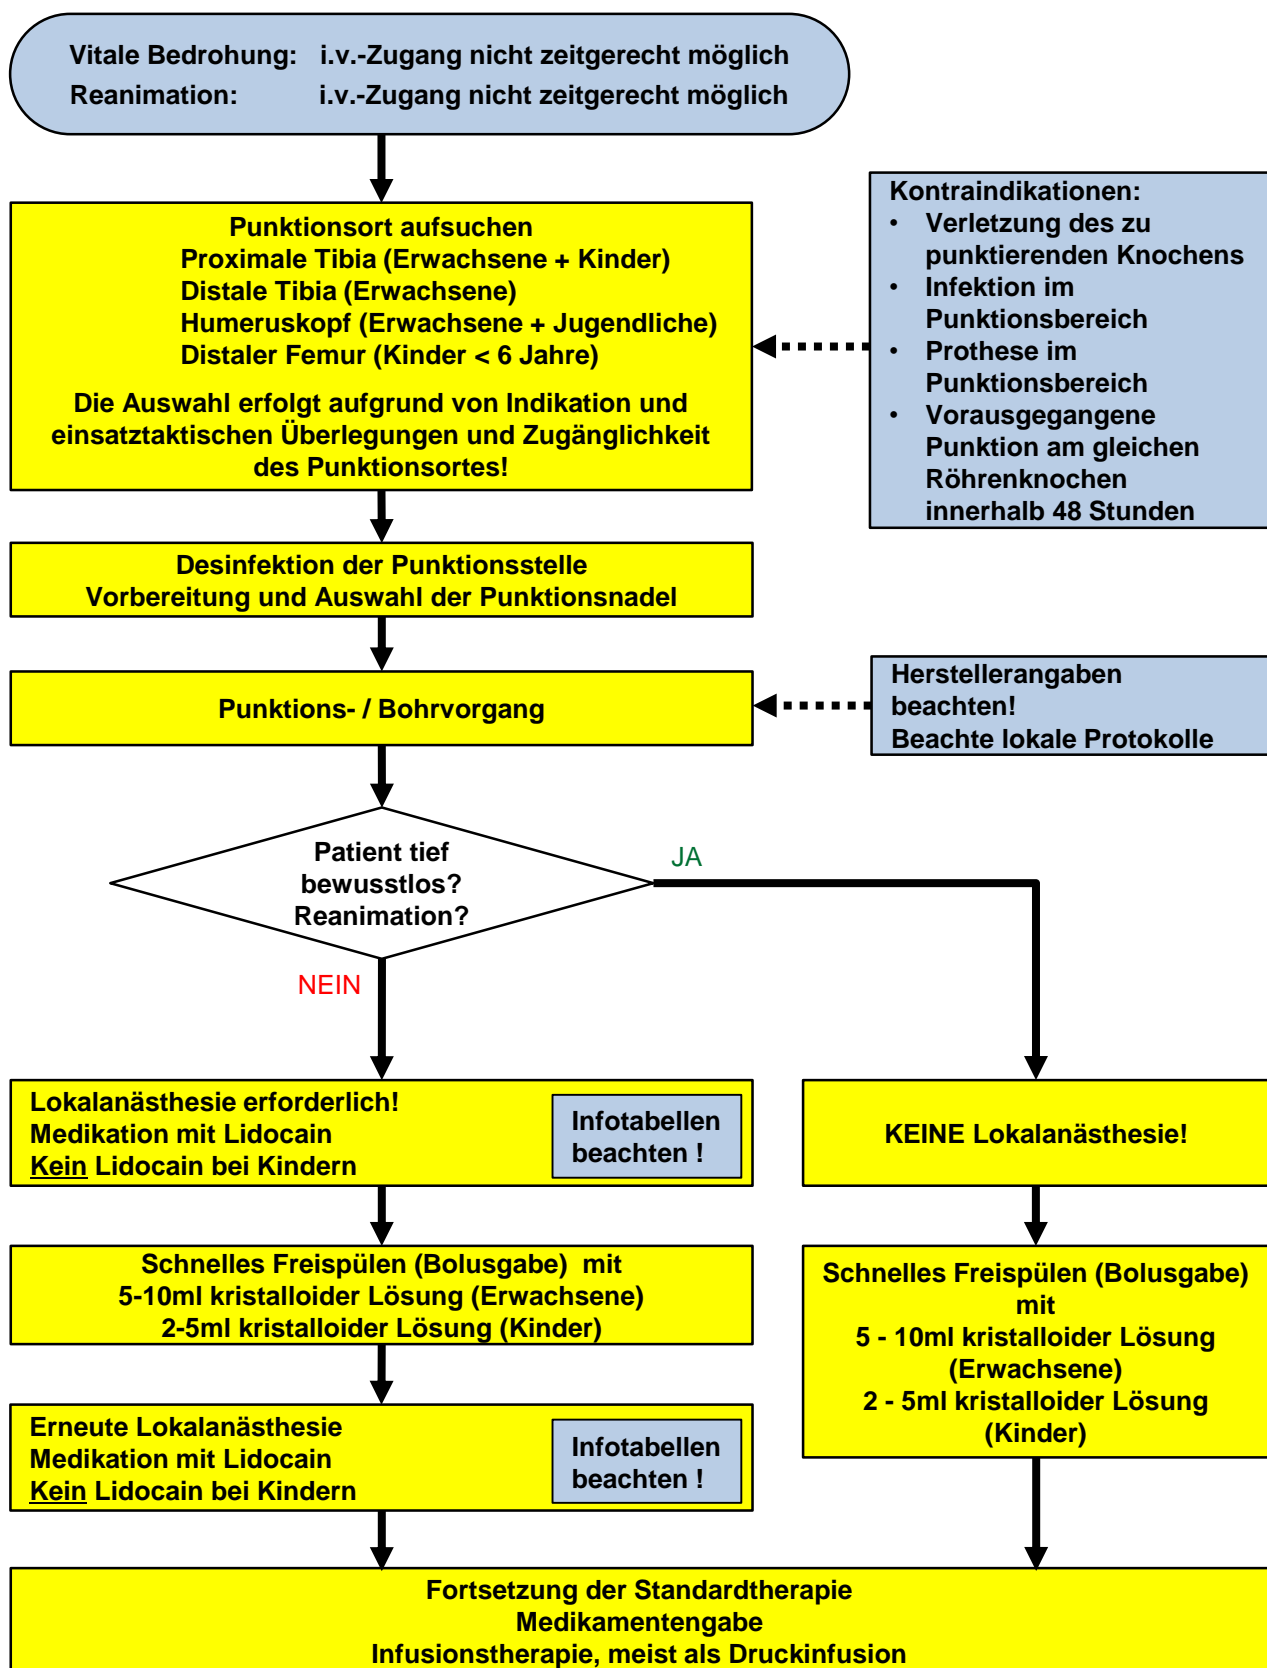 Vitale Bedrohung: i.v.-Zugang nicht zeitgerecht möglich
Reanimation: i.v.-Zugang nicht zeitgerecht möglich
Punktionsort aufsuchen
Proximale Tibia (Erwachsene + Kinder)
Distale Tibia (Erwachsene)
Humeruskopf (Erwachsene + Jugendliche)
Distaler Femur (Kinder < 6 Jahre)
Die Auswahl erfolgt aufgrund von Indikation und
einsatztaktischen Überlegungen und Zugänglichkeit
des Punktionsortes!
Kontraindikationen:
• Verletzung des zu
punktierenden Knochens
• Infektion im
Punktionsbereich
• Prothese im
Punktionsbereich
• Vorausgegangene
Punktion am gleichen
Röhrenknochen
innerhalb 48 Stunden
Desinfektion der Punktionsstelle
Vorbereitung und Auswahl der Punktionsnadel
Punktions- / Bohrvorgang
Herstellerangaben
beachten!
Beachte lokale Protokolle
Patient tief
bewusstlos?
Reanimation?
JA
NEIN
Lokalanästhesie erforderlich!
Medikation mit Lidocain
Kein Lidocain bei Kindern
Infotabellen
beachten !
KEINE Lokalanästhesie!
Schnelles Freispülen (Bolusgabe) mit
5-10ml kristalloider Lösung (Erwachsene)
2-5ml kristalloider Lösung (Kinder)
Schnelles Freispülen (Bolusgabe)
mit
5 - 10ml kristalloider Lösung
(Erwachsene)
2 - 5ml kristalloider Lösung
(Kinder)
Erneute Lokalanästhesie
Medikation mit Lidocain
Kein Lidocain bei Kindern
Infotabellen
beachten !
Fortsetzung der Standardtherapie
Medikamentengabe
Infusionstherapie, meist als Druckinfusion